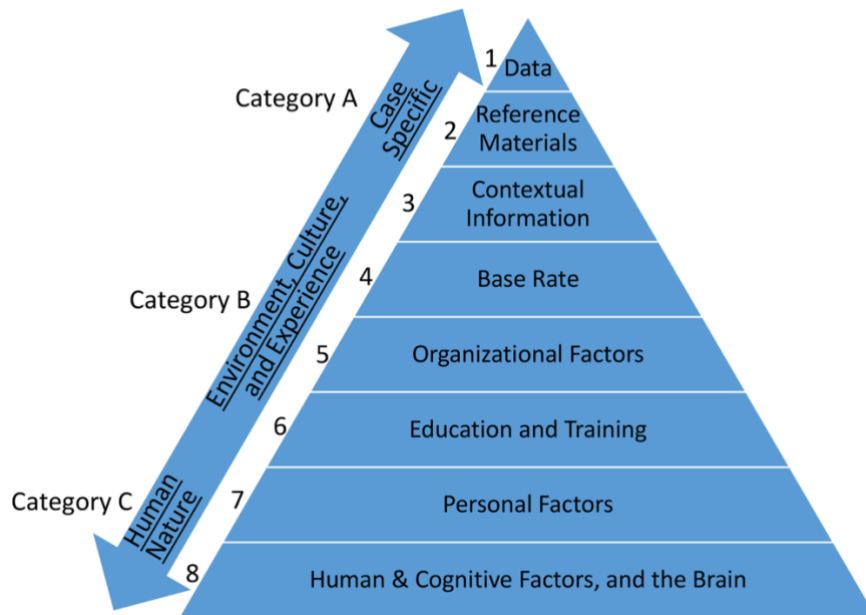 Category A
Case
Specific
Category B
Environment, Culture,
and Experience
Category C
Human
Nature
1
Data
2
Reference
Materials
3
Contextual
Information
4
Base Rate
5
Organizational Factors
6
Education and Training
7
Personal Factors
8
Human & Cognitive Factors, and the Brain